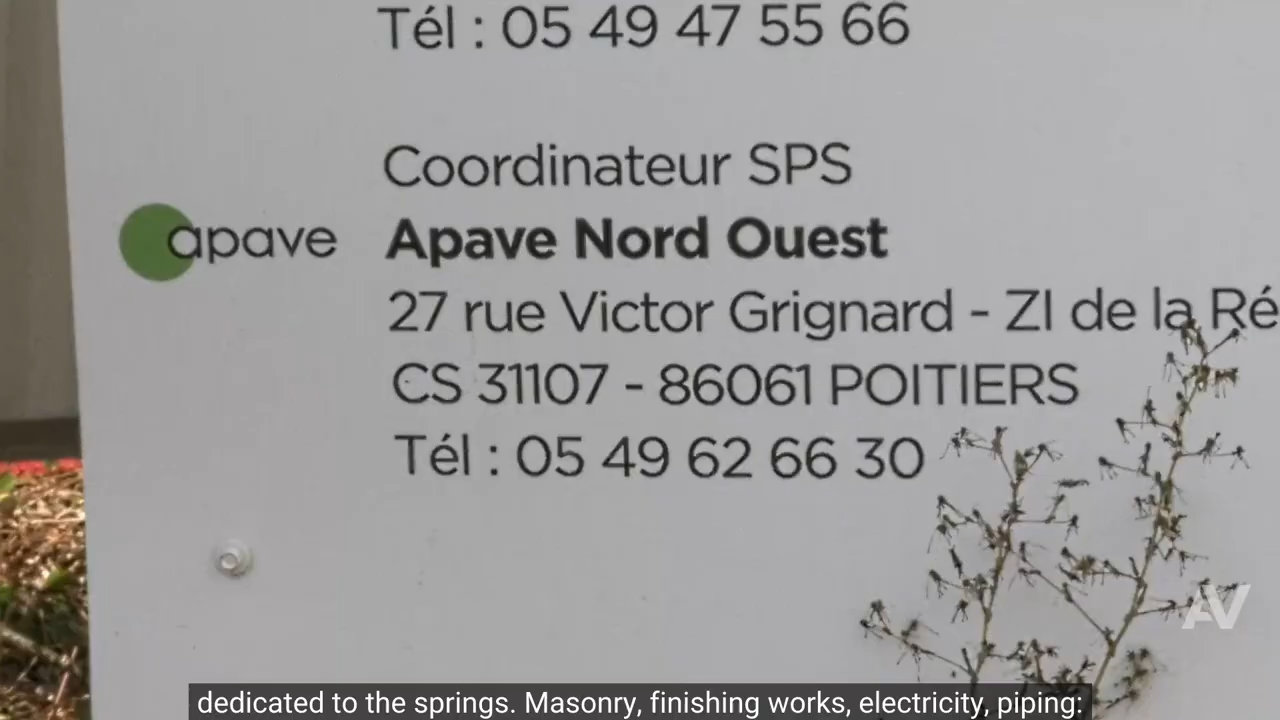 Tél : 05 49 47 55 66
Coordinateur SPS
apave
Apave Nord Ouest
27 rue Victor Grignard - ZI de la Ré
CS 31107 - 86061 POITIERS
Tél : 05 49 62 66 30
AV
dedicated to the springs. Masonry, finishing works, electricity, piping: